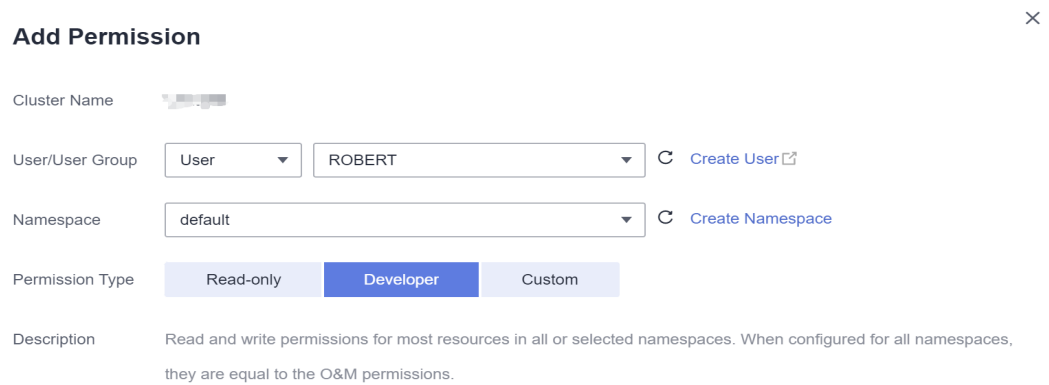 Add Permission
Cluster Name
User/User Group User ROBERT Create User
Namespace default Create Namespace
Permission Type Read-only Developer Custom
Description Read and write permissions for most resources in all or selected namespaces. When configured for all namespaces,
they are equal to the O&M permissions.